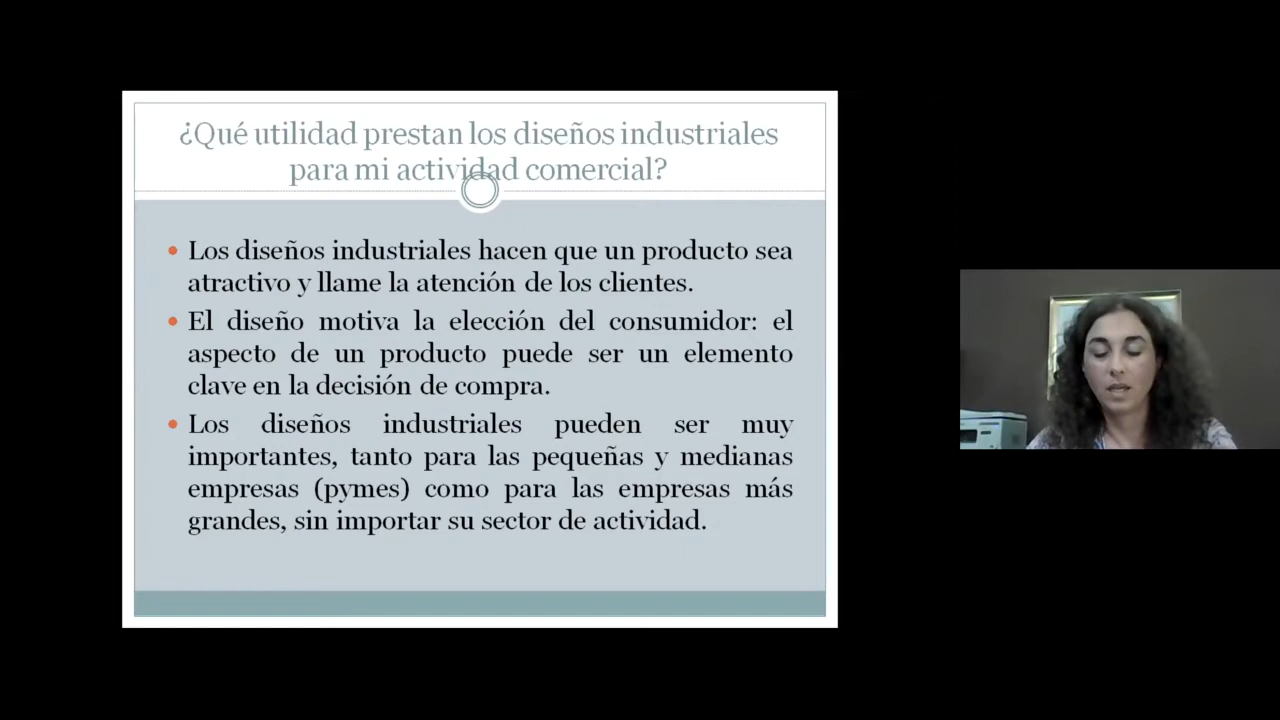 ¿Qué utilidad prestan los diseños industriales
para mi actividad comercial?
• Los diseños industriales hacen que un producto sea
atractivo y llame la atención de los clientes.
• El diseño motiva la elección del consumidor: el
aspecto de un producto puede ser un elemento
clave en la decisión de compra.
• Los diseños industriales pueden ser muy
importantes, tanto para las pequeñas y medianas
empresas (pymes) como para las empresas más
grandes, sin importar su sector de actividad.